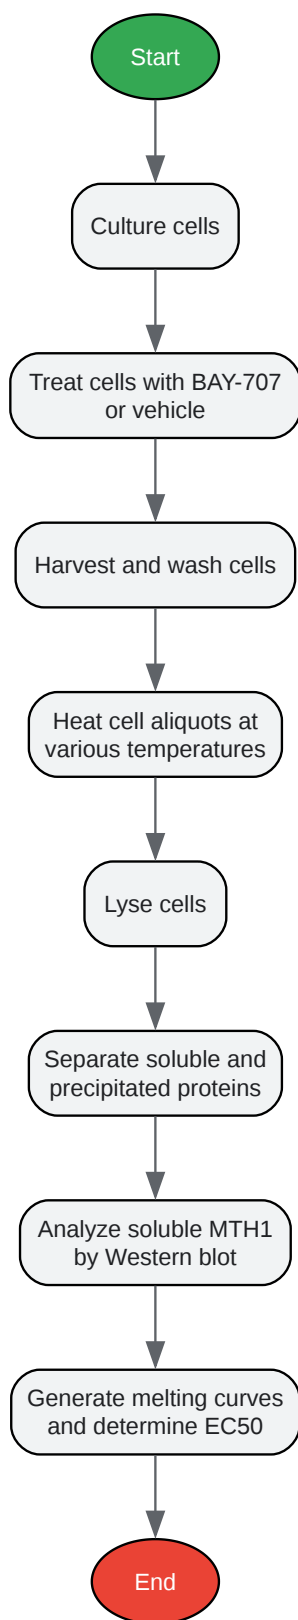 Start
Culture cells
Treat cells with BAY-707
or vehicle
Harvest and wash cells
Heat cell aliquots at
various temperatures
Lyse cells
Separate soluble and
precipitated proteins
Analyze soluble MTH1
by Western blot
Generate melting curves
and determine EC50
End